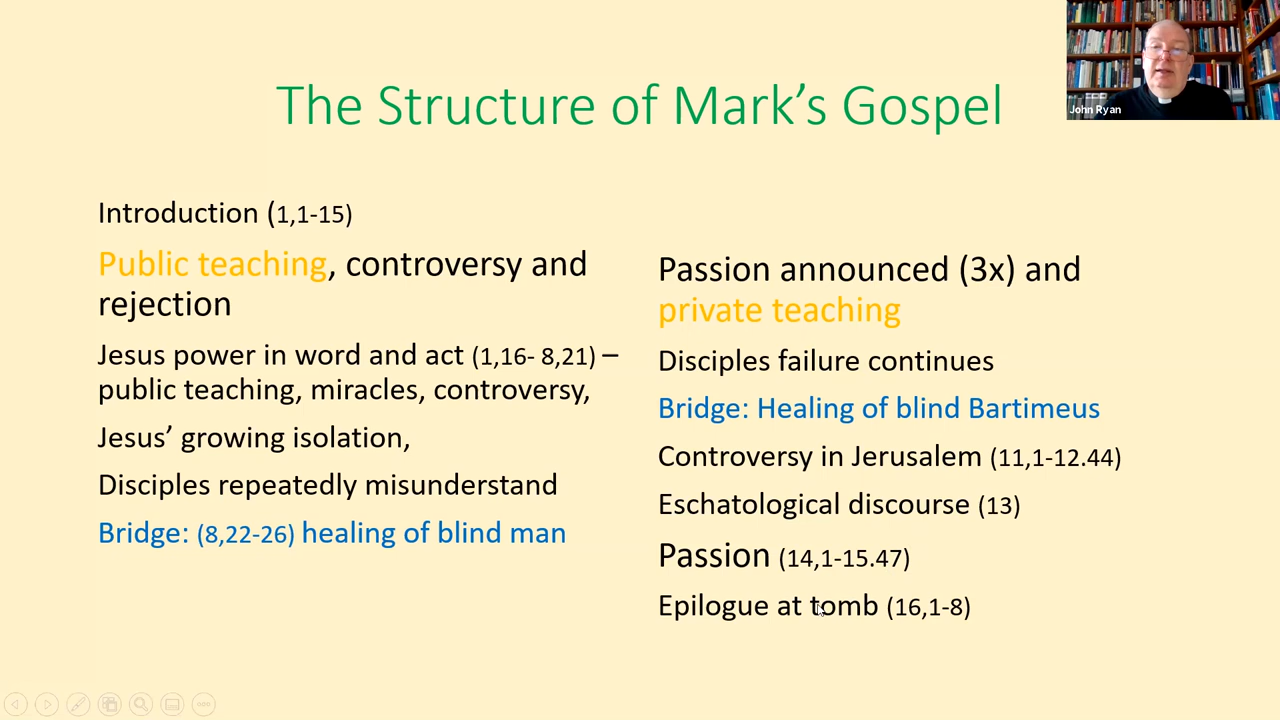 The Structure of Mark's Gospel
John Ryan
Introduction (1,1-15)
Public teaching, controversy and
rejection
Jesus power in word and act (1,16- 8,21) –
public teaching, miracles, controversy,
Jesus' growing isolation,
Disciples repeatedly misunderstand
Bridge: (8,22-26) healing of blind man
Passion announced (3x) and
private teaching
Disciples failure continues
Bridge: Healing of blind Bartimeus
Controversy in Jerusalem (11,1-12.44)
Eschatological discourse (13)
Passion (14,1-15.47)
Epilogue at tomb (16,1-8)